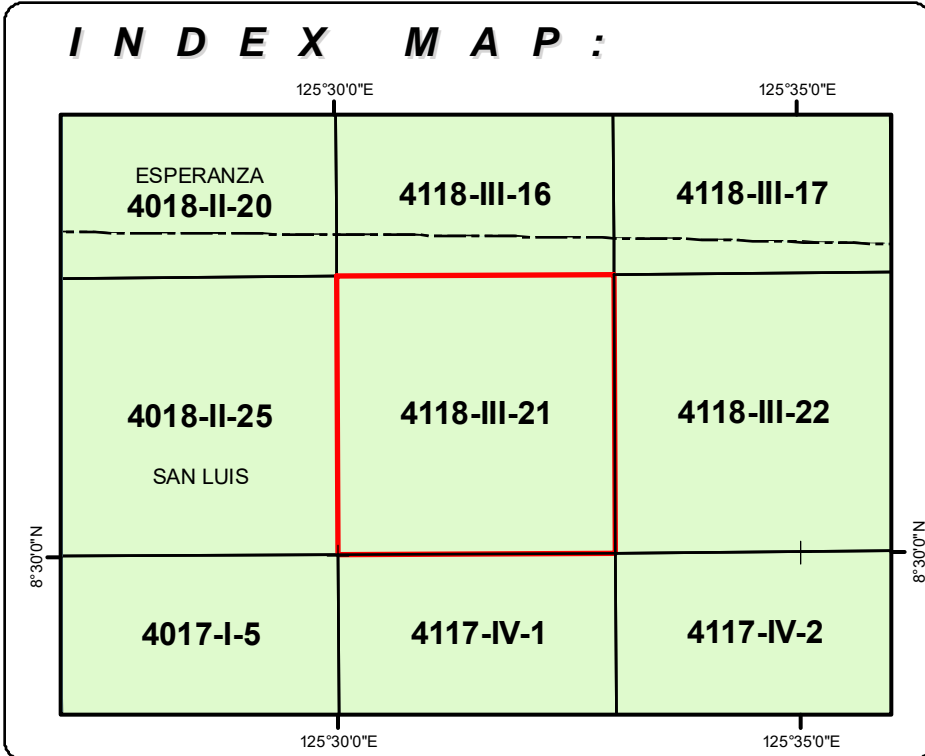 INDEX MAP:
125°30'0"E 125°35'0"E
ESPERANZA
4018-II-20 4118-III-16 4118-III-17
4018-II-25 4118-III-21 4118-III-22
SAN LUIS
8°30'0"N 8°30'0"N
4017-I-5 4117-IV-1 4117-IV-2
125°30'0"E 125°35'0"E